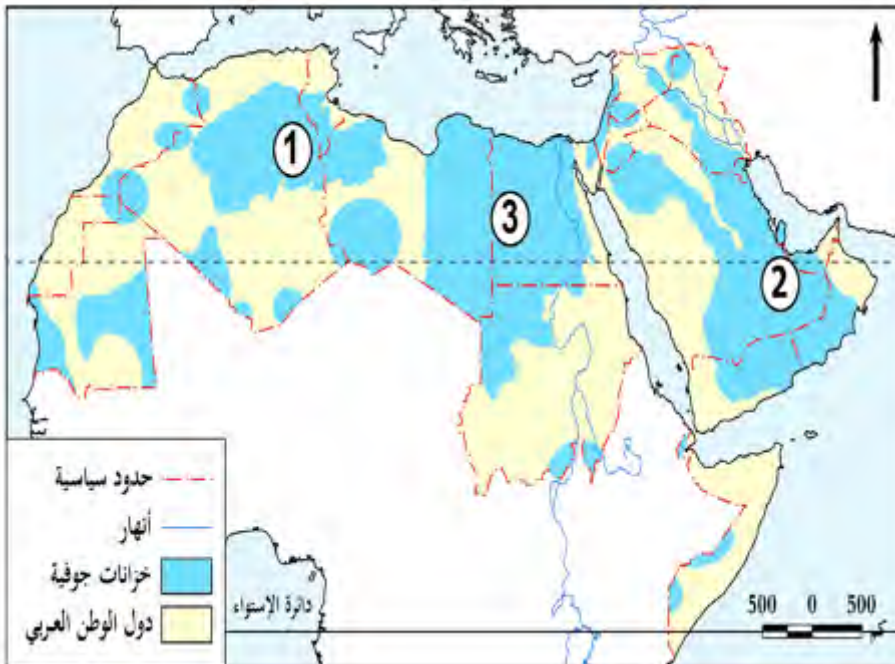 1
2
3
حدود سياسية
أنهار
خزانات جوفية
دول الوطن العربي
دائرة الإستواء
500 0 500
كم